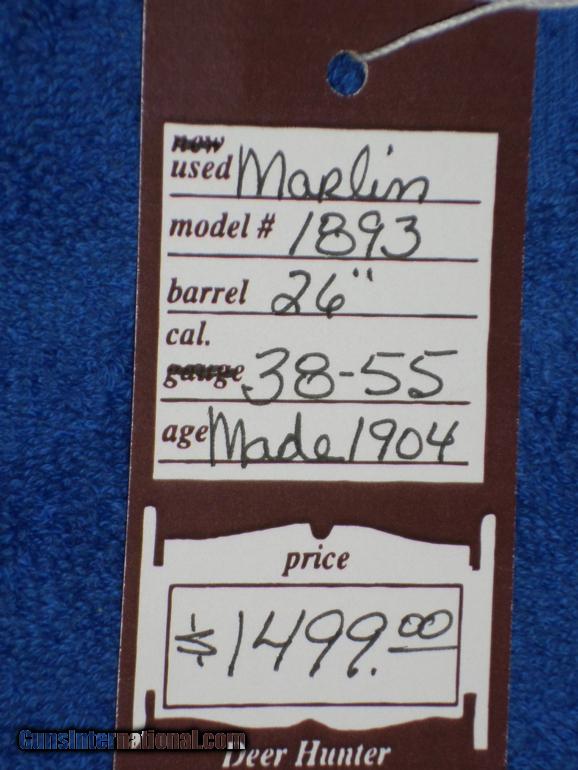 new
used Marlin
model # 1893
barrel 26"
cal.
gauge .38-55
age Made 1904
price
$1499.00
GunsInternational.com
Deer Hunter